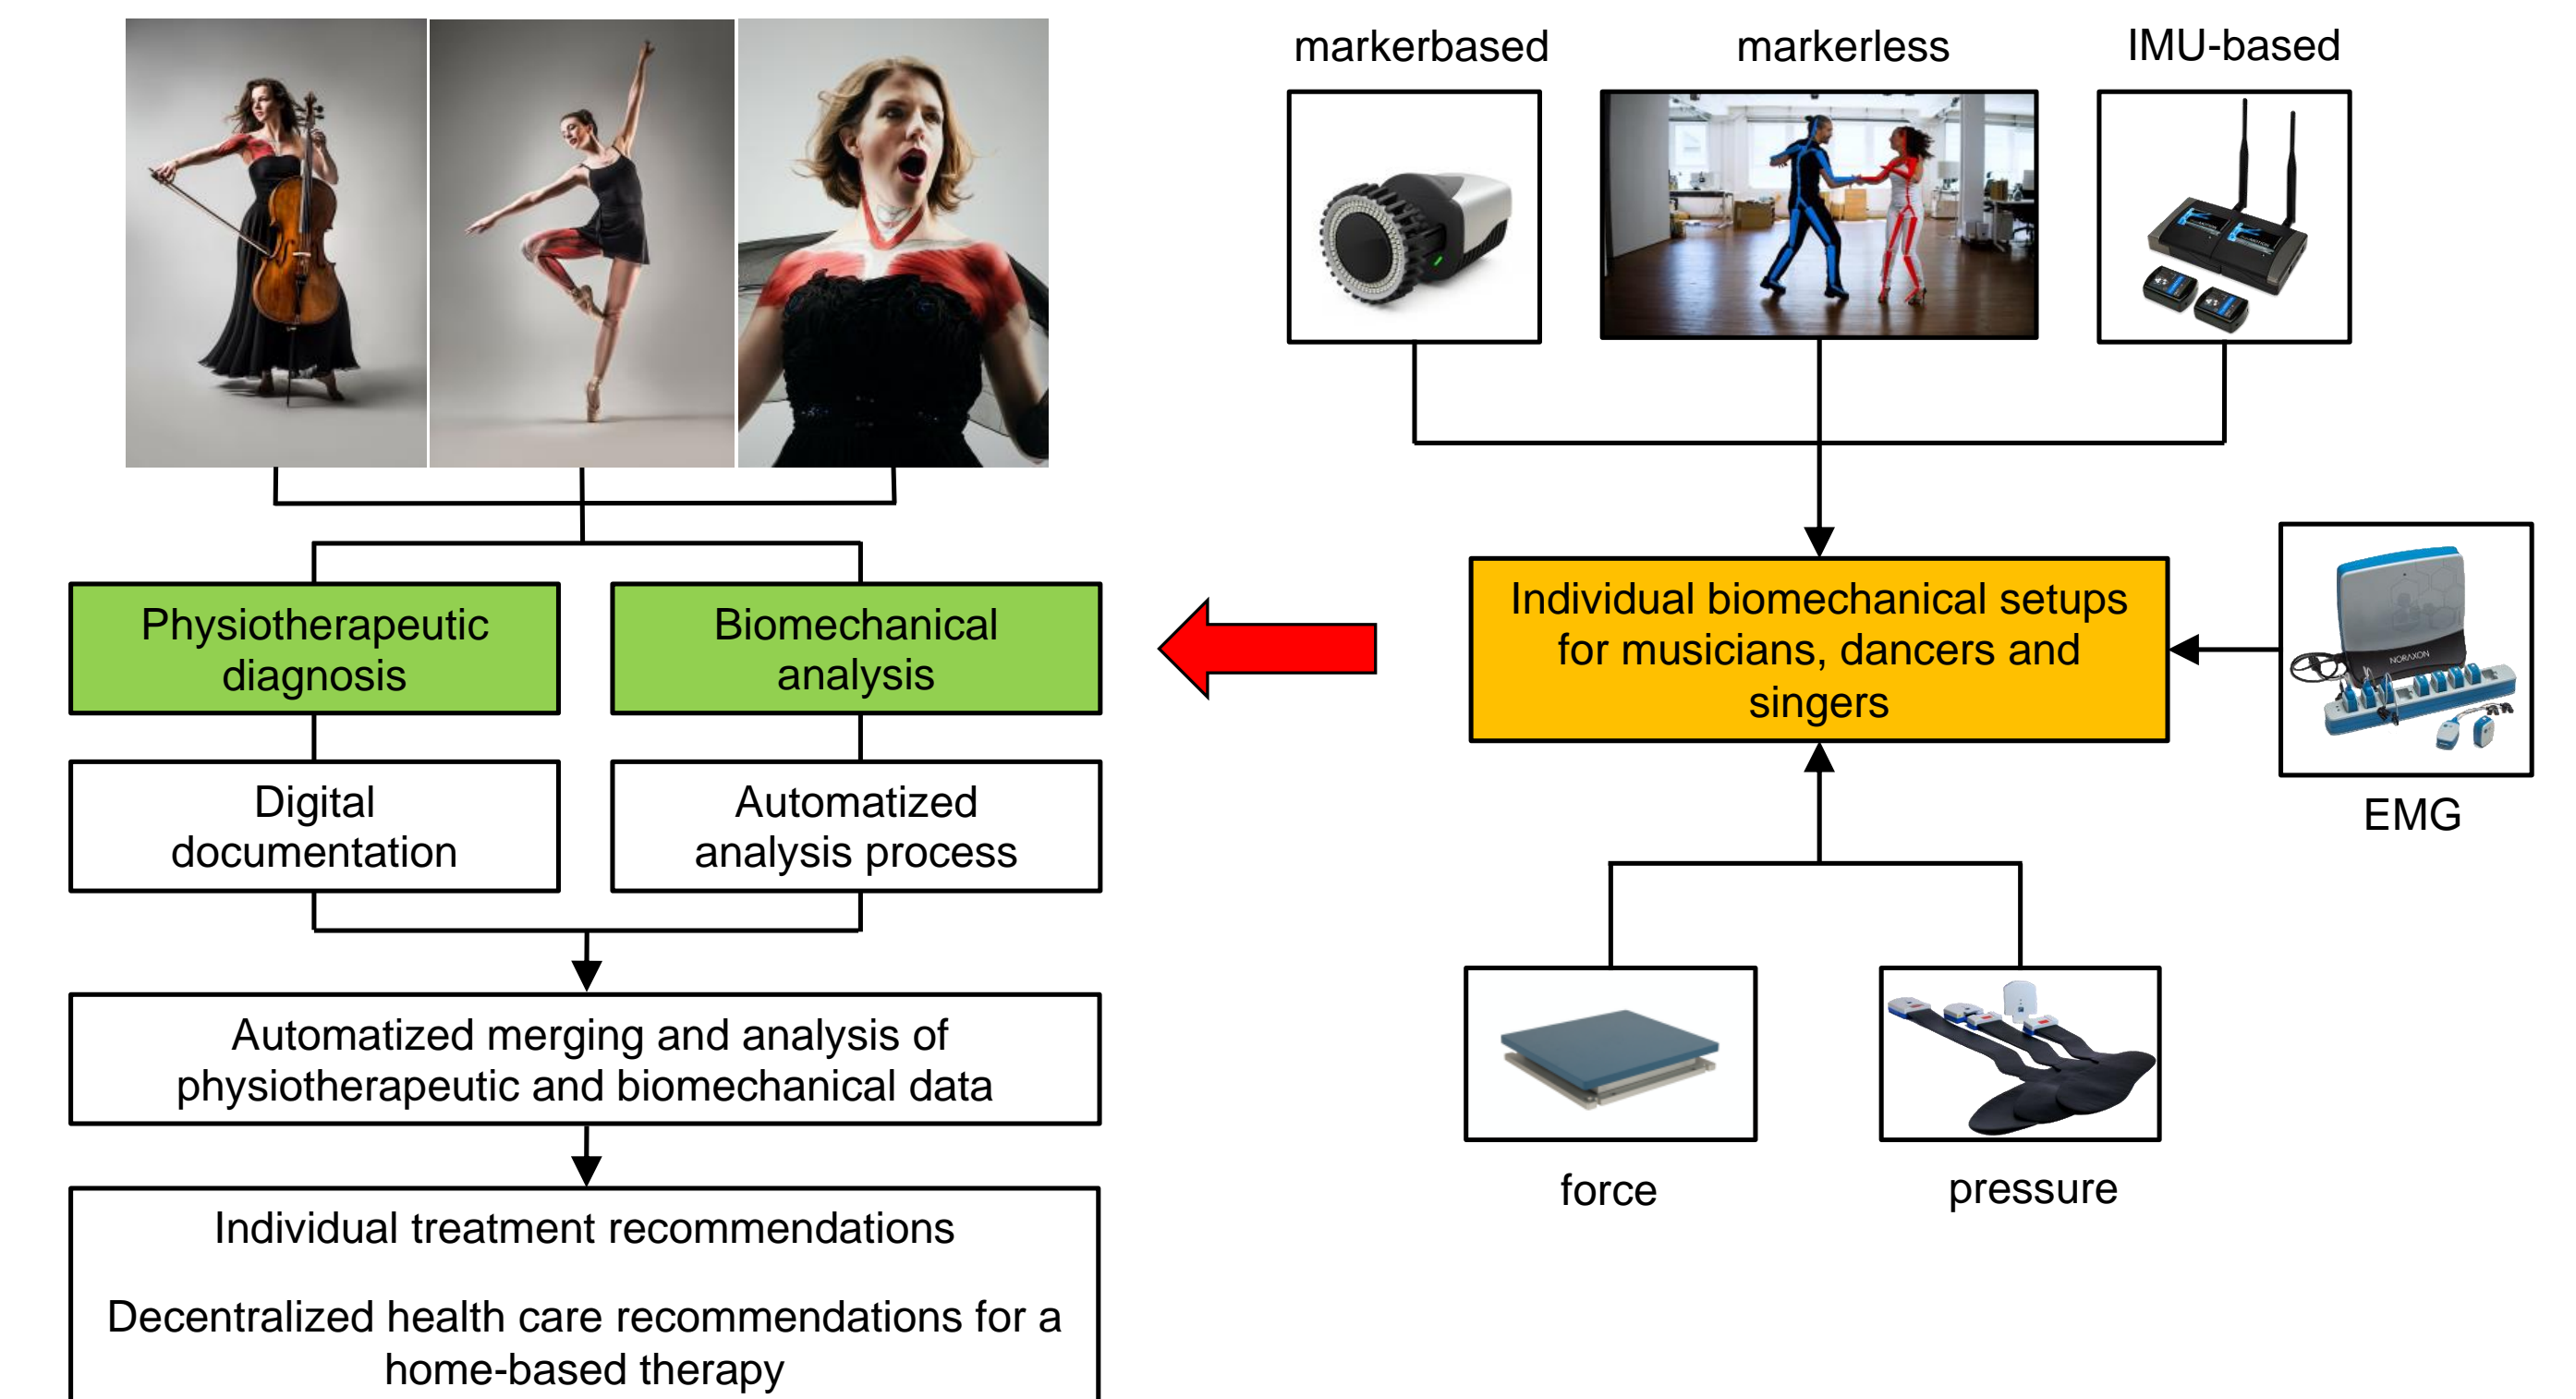 markerbased
markerless
IMU-based
Physiotherapeutic
diagnosis
Biomechanical
analysis
Individual biomechanical setups
for musicians, dancers and
singers
NORAXON
EMG
Digital
documentation
Automatized
analysis process
Automatized merging and analysis of
physiotherapeutic and biomechanical data
force
pressure
Individual treatment recommendations
Decentralized health care recommendations for a
home-based therapy